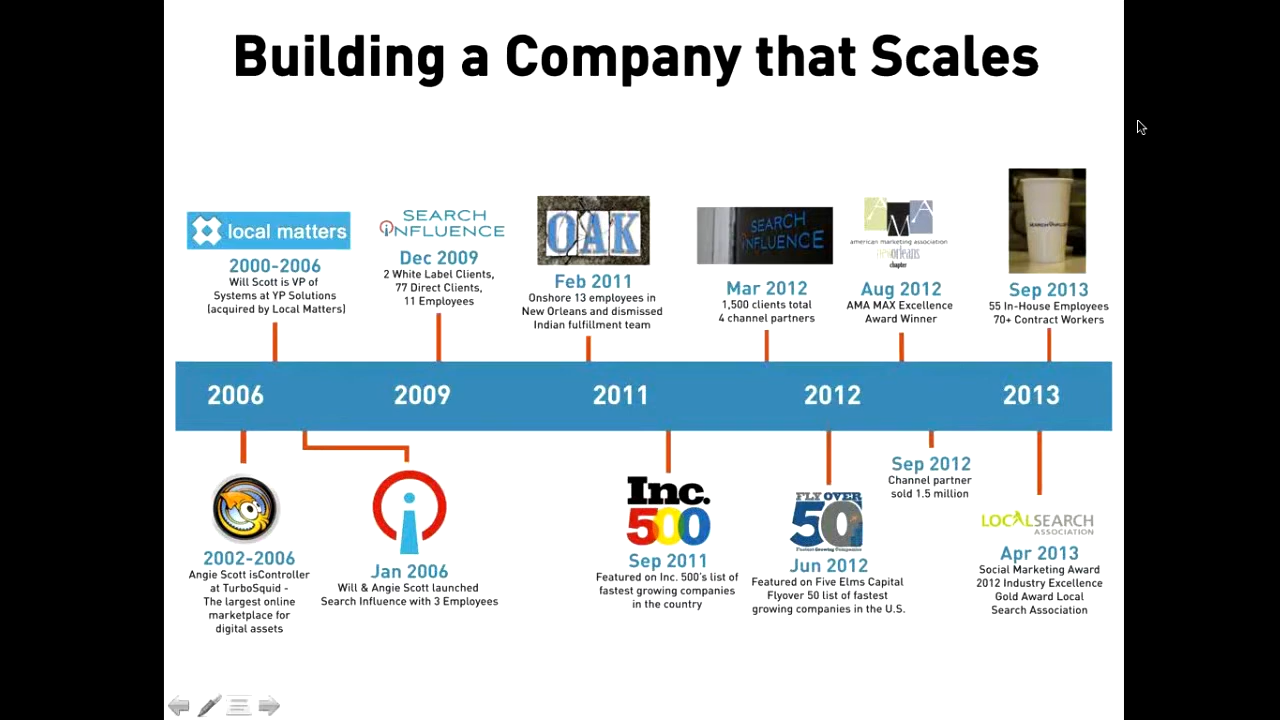 Building a Company that Scales
local matters
2000-2006
Will Scott is VP of
Systems at YP Solutions
(acquired by Local Matters)
SEARCH
INFLUENCE
Dec 2009
2 White Label Clients,
77 Direct Clients,
11 Employees
OAK
Feb 2011
Onshore 13 employees in
New Orleans and dismissed
Indian fulfillment team
SEARCH
INFLUENCE
Mar 2012
1,500 clients total
4 channel partners
AMA
american marketing association
neworleans
chapter
Aug 2012
AMA MAX Excellence
Award Winner
Sep 2013
55 In-House Employees
70+ Contract Workers
2006
2009
2011
2012
2013
2002-2006
Angie Scott isController
at TurboSquid -
The largest online
marketplace for
digital assets
Jan 2006
Will & Angie Scott launched
Search Influence with 3 Employees
Inc.
500
Sep 2011
Featured on Inc. 500's list of
fastest growing companies
in the country
FLYOVER
50
Fastest Growing Companies
Jun 2012
Featured on Five Elms Capital
Flyover 50 list of fastest
growing companies in the U.S.
Sep 2012
Channel partner
sold 1.5 million
LOCALSEARCH
ASSOCIATION
Apr 2013
Social Marketing Award
2012 Industry Excellence
Gold Award Local
Search Association